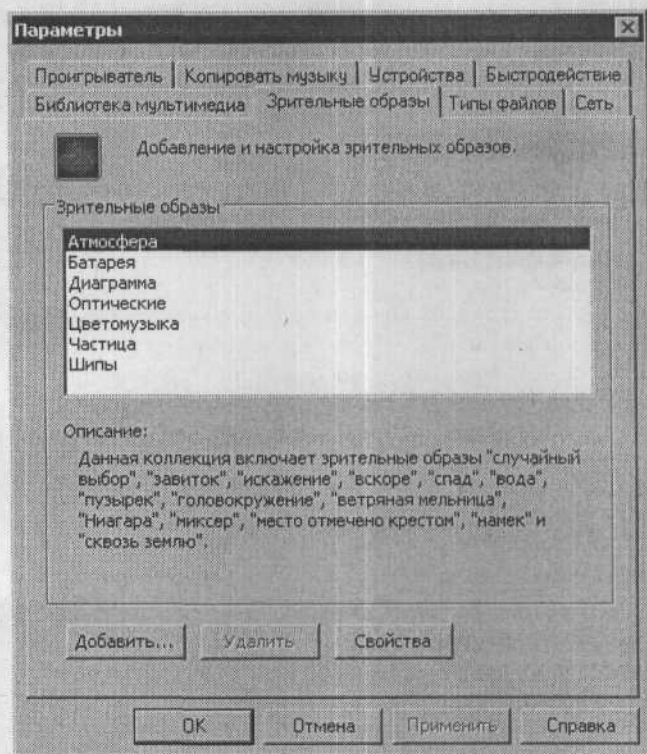 Параметры
Проигрыватель Копировать музыку Устройства Быстродействие
Библиотека мультимедиа Зрительные образы Типы файлов Сеть
Добавление и настройка зрительных образов.
Зрительные образы
Атмосфера
Батарея
Диаграмма
Оптические
Цветомузыка
Частица
Шипы
Описание:
Данная коллекция включает зрительные образы "случайный
выбор", "завиток", "искажение", "вскоре", "спад", "вода",
"пузырек", "головокружение", "ветряная мельница",
"Ниагара", "миксер", "место отмечено крестом", "намек" и
"сквозь землю".
Добавить... Удалить Свойства
OK Отмена Применить Справка